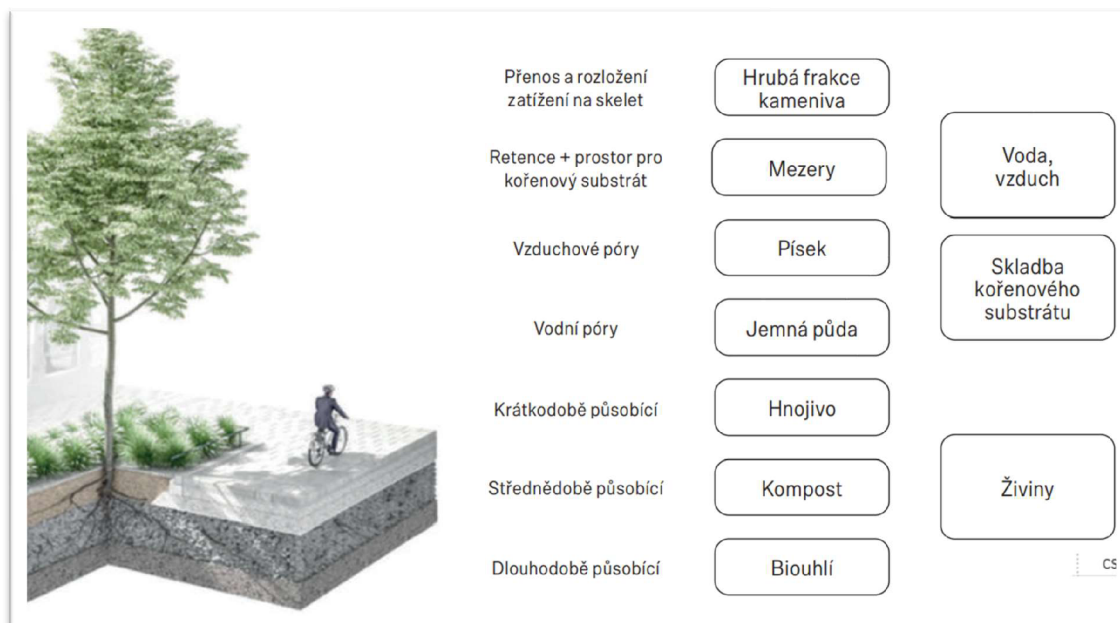 Přenos a rozložení
zatížení na skelet
Hrubá frakce
kameniva
Retence + prostor pro
kořenový substrát
Mezery
Voda,
vzduch
Vzduchové póry
Písek
Skladba
kořenového
substrátu
Vodní póry
Jemná půda
Krátkodobě působící
Hnojivo
Střednědobě působící
Kompost
Živiny
Dlouhodobě působící
Biouhlí
CS